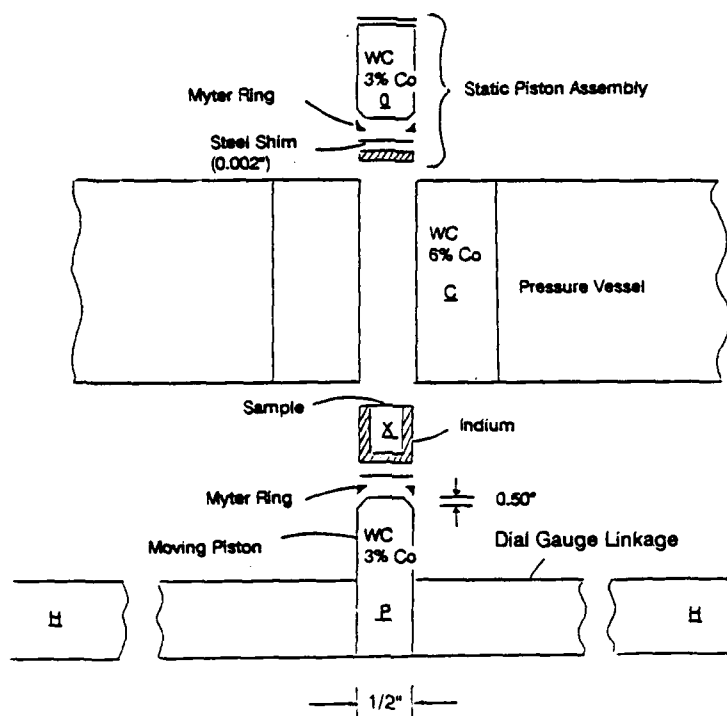 WC
3% Co
O
Static Piston Assembly
Myter Ring
Steel Shim
(0.002")
WC
6% Co
C
Pressure Vessel
Sample
X
Indium
Myter Ring
0.50"
Moving Piston
WC
3% Co
Dial Gauge Linkage
H
P
H
1/2"